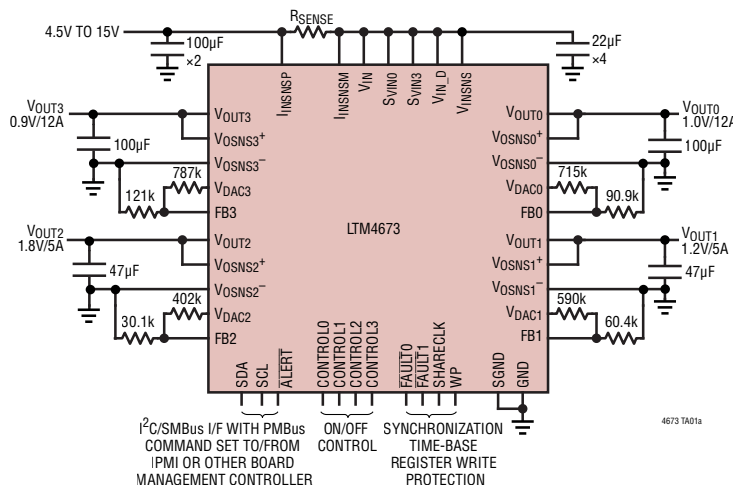 4.5V TO 15V
RSENSE
100µF
×2
22µF
×4
IINSNSP
IINSNSM
VIN
SVIN0
SVIN3
VIN_D
VINSNS
VOUT3
0.9V/12A
100µF
787k
121k
VOUT3
VOSNS3+
VOSNS3–
VDAC3
FB3
VOUT2
1.8V/5A
47µF
402k
30.1k
VOUT2
VOSNS2+
VOSNS2–
VDAC2
FB2
LTM4673
VOUT0
VOSNS0+
VOSNS0–
VDAC0
FB0
VOUT0
1.0V/12A
100µF
715k
90.9k
VOUT1
VOSNS1+
VOSNS1–
VDAC1
FB1
VOUT1
1.2V/5A
47µF
590k
60.4k
SDA
SCL
ALERT
CONTROL0
CONTROL1
CONTROL2
CONTROL3
FAULT0
FAULT1
SHARECLK
WP
SGND
GND
I2C/SMBus I/F WITH PMBus
COMMAND SET TO/FROM
IPMI OR OTHER BOARD
MANAGEMENT CONTROLLER
ON/OFF
CONTROL
SYNCHRONIZATION
TIME-BASE
REGISTER WRITE
PROTECTION
4673 TA01a